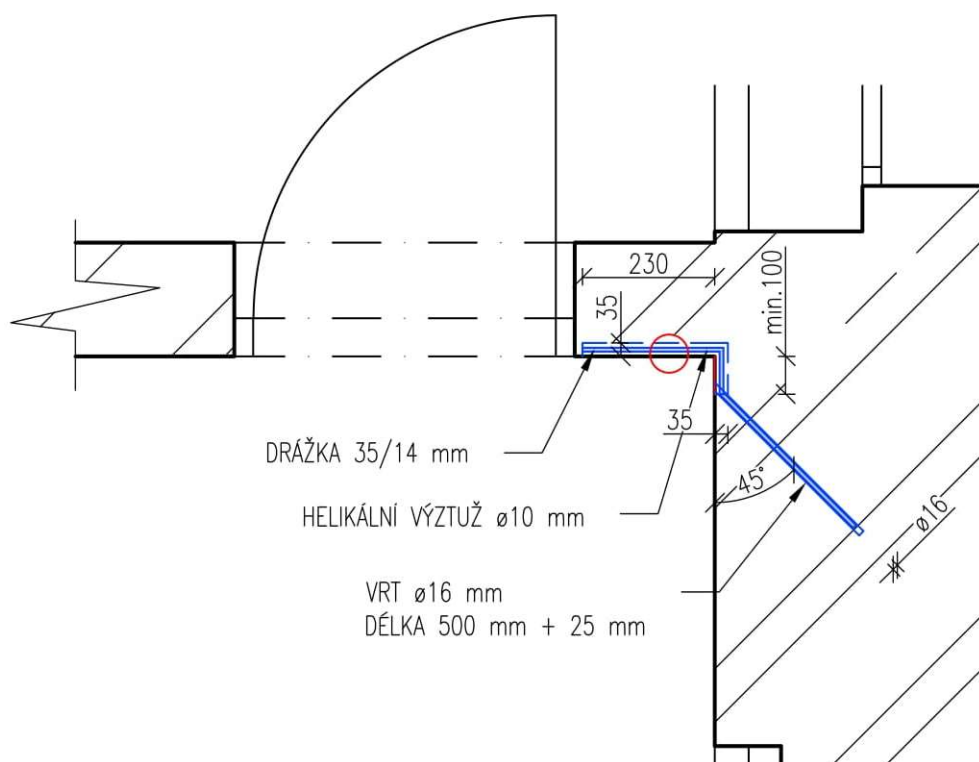 230
35
min.100
35
DRÁŽKA 35/14 mm
45°
HELIKÁLNÍ VÝZTUŽ ø10 mm
ø16
VRT ø16 mm
DÉLKA 500 mm + 25 mm